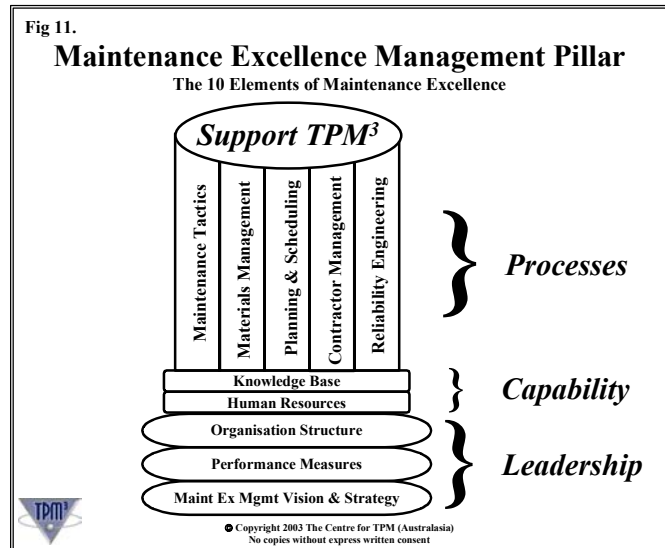 Fig 11.
Maintenance Excellence Management Pillar
The 10 Elements of Maintenance Excellence
Support TPM³
Maintenance Tactics
Materials Management
Planning & Scheduling
Contractor Management
Reliability Engineering
Processes
Knowledge Base
Human Resources
Capability
Organisation Structure
Performance Measures
Maint Ex Mgmt Vision & Strategy
Leadership
TPM³
© Copyright 2003 The Centre for TPM (Australasia)
No copies without express written consent